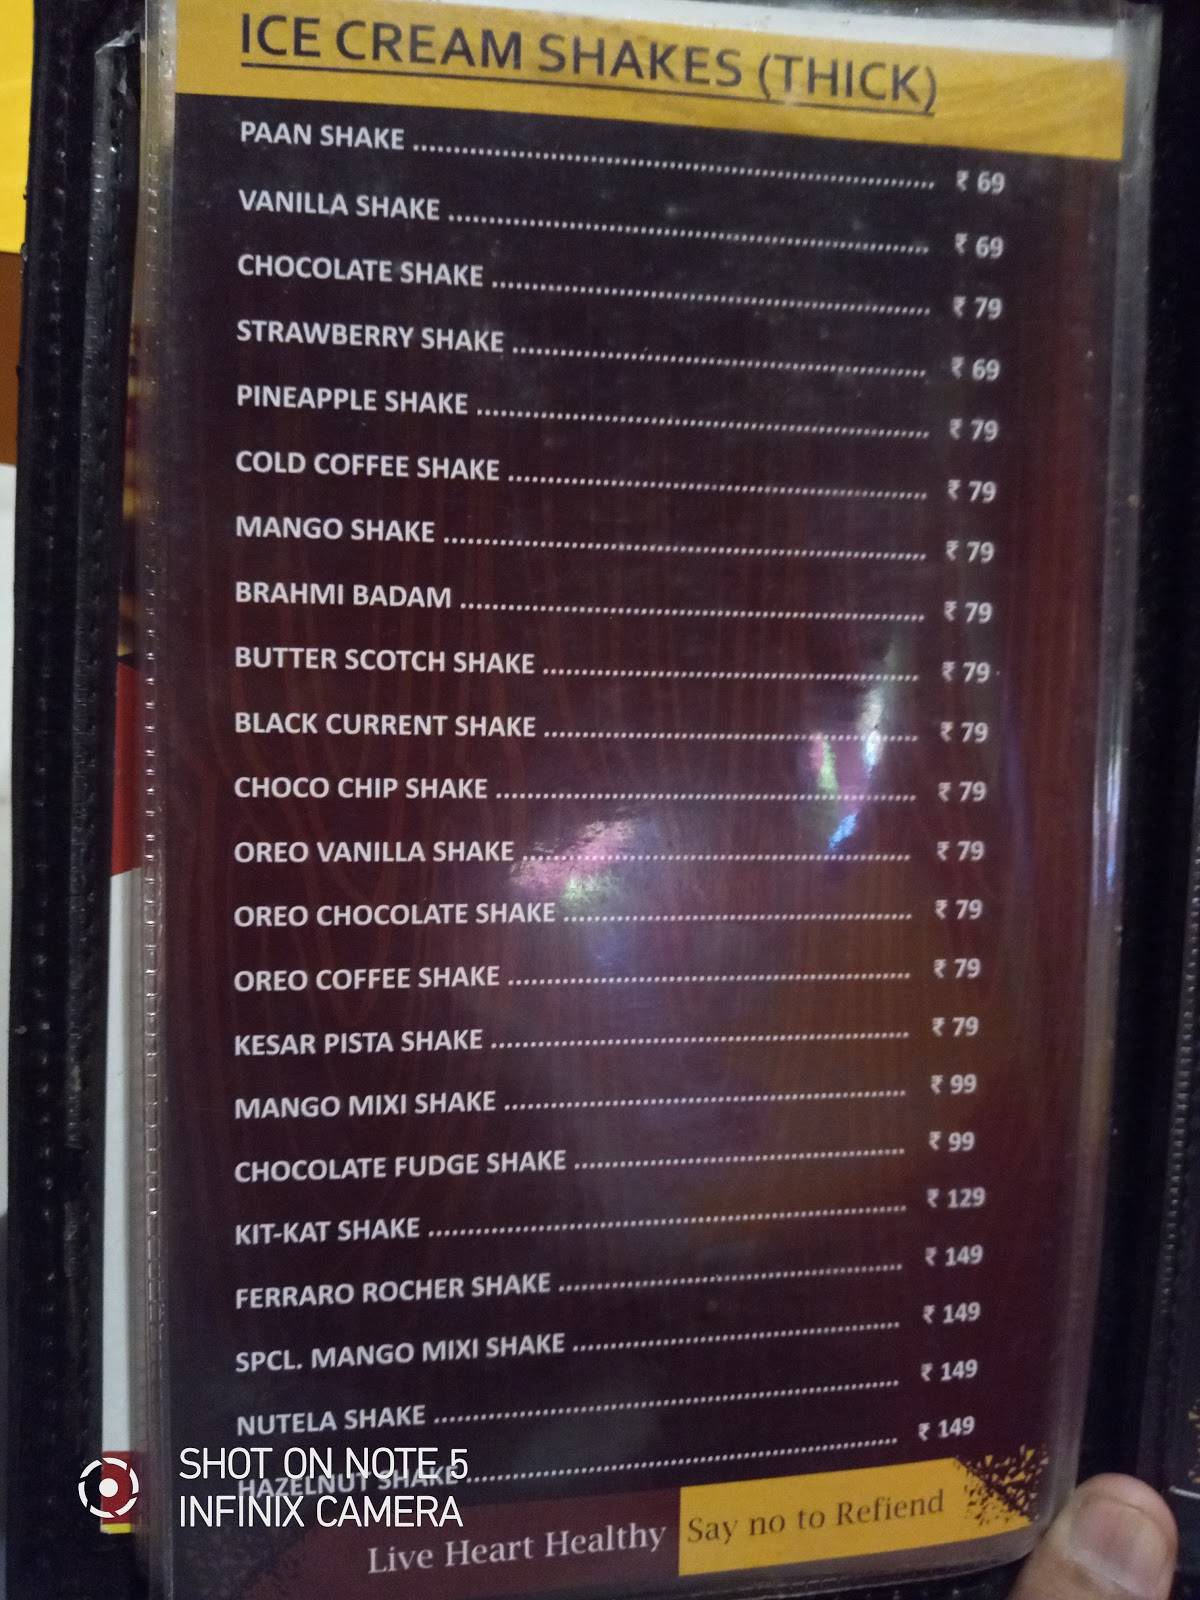 ICE CREAM SHAKES (THICK)
PAAN SHAKE ₹ 69
VANILLA SHAKE ₹ 69
CHOCOLATE SHAKE ₹ 79
STRAWBERRY SHAKE ₹ 69
PINEAPPLE SHAKE ₹ 79
COLD COFFEE SHAKE ₹ 79
MANGO SHAKE ₹ 79
BRAHMI BADAM ₹ 79
BUTTER SCOTCH SHAKE ₹ 79
BLACK CURRENT SHAKE ₹ 79
CHOCO CHIP SHAKE ₹ 79
OREO VANILLA SHAKE ₹ 79
OREO CHOCOLATE SHAKE ₹ 79
OREO COFFEE SHAKE ₹ 79
KESAR PISTA SHAKE ₹ 79
MANGO MIXI SHAKE ₹ 99
CHOCOLATE FUDGE SHAKE ₹ 99
KIT-KAT SHAKE ₹ 129
FERRARO ROCHER SHAKE ₹ 149
SPCL. MANGO MIXI SHAKE ₹ 149
NUTELA SHAKE ₹ 149
HAZELNUT SHAKE ₹ 149
Live Heart Healthy Say no to Refiend
SHOT ON NOTE 5
INFINIX CAMERA